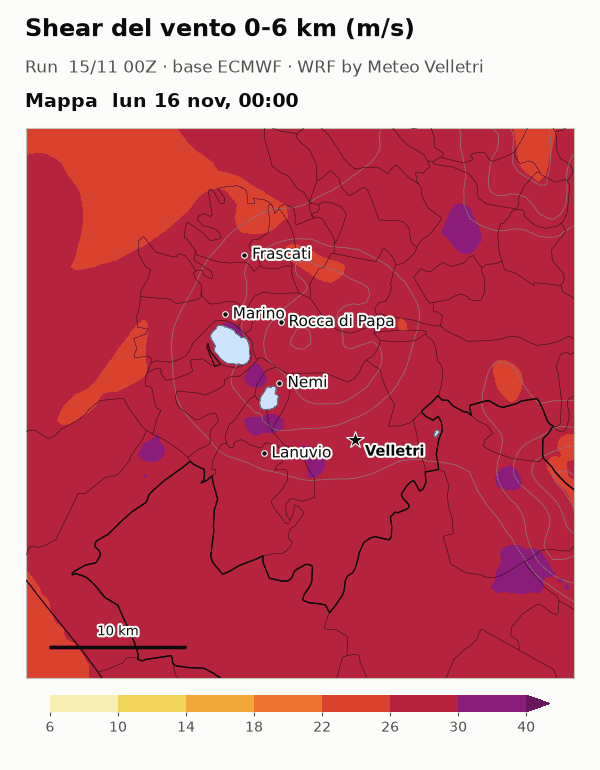 Shear del vento 0-6 km (m/s)
Run  15/11 00Z · base ECMWF · WRF by Meteo Velletri
Mappa  lun 16 nov, 00:00
Frascati
Marino
Rocca di Papa
Nemi
Velletri
Lanuvio
10 km
6 10 14 18 22 26 30 40